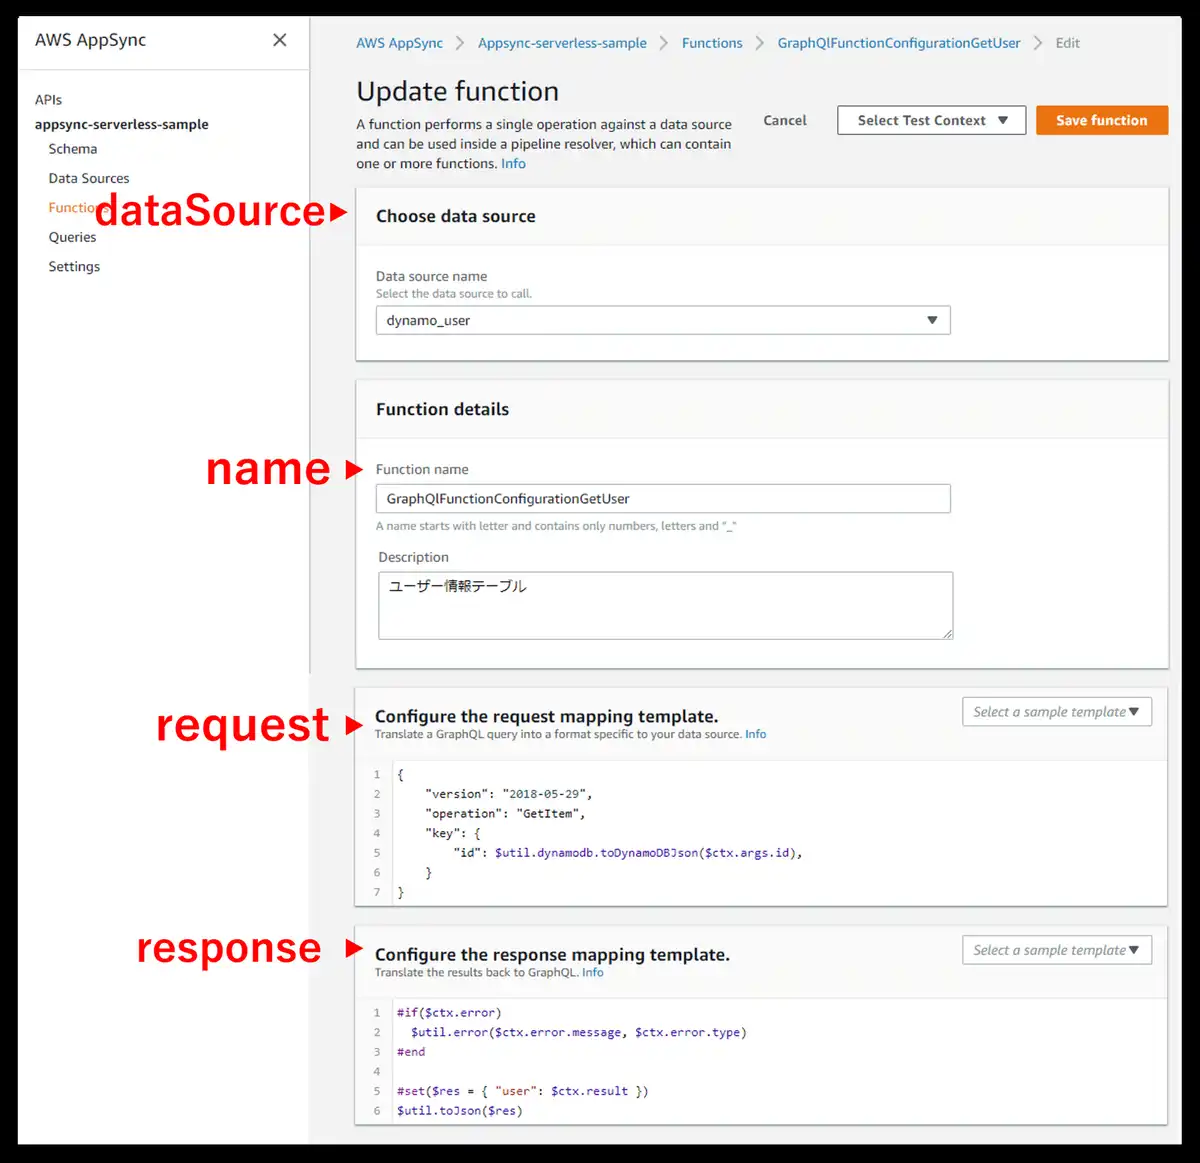 AWS AppSync
APIs
appsync-serverless-sample
Schema
Data Sources
Functions
Queries
Settings
AWS AppSync > Appsync-serverless-sample > Functions > GraphQlFunctionConfigurationGetUser > Edit
Update function
A function performs a single operation against a data source
and can be used inside a pipeline resolver, which can contain
one or more functions. Info
Cancel
Select Test Context
Save function
dataSource
Choose data source
Data source name
Select the data source to call.
dynamo_user
Function details
name
Function name
GraphQlFunctionConfigurationGetUser
A name starts with letter and contains only numbers, letters and "_"
Description
ユーザー情報テーブル
request
Configure the request mapping template.
Translate a GraphQL query into a format specific to your data source. Info
Select a sample template
1 {
2 "version": "2018-05-29",
3 "operation": "GetItem",
4 "key": {
5 "id": $util.dynamodb.toDynamoDBJson($ctx.args.id),
6 }
7 }
response
Configure the response mapping template.
Translate the results back to GraphQL. Info
Select a sample template
1 #if($ctx.error)
2 $util.error($ctx.error.message, $ctx.error.type)
3 #end
4
5 #set($res = { "user": $ctx.result })
6 $util.toJson($res)